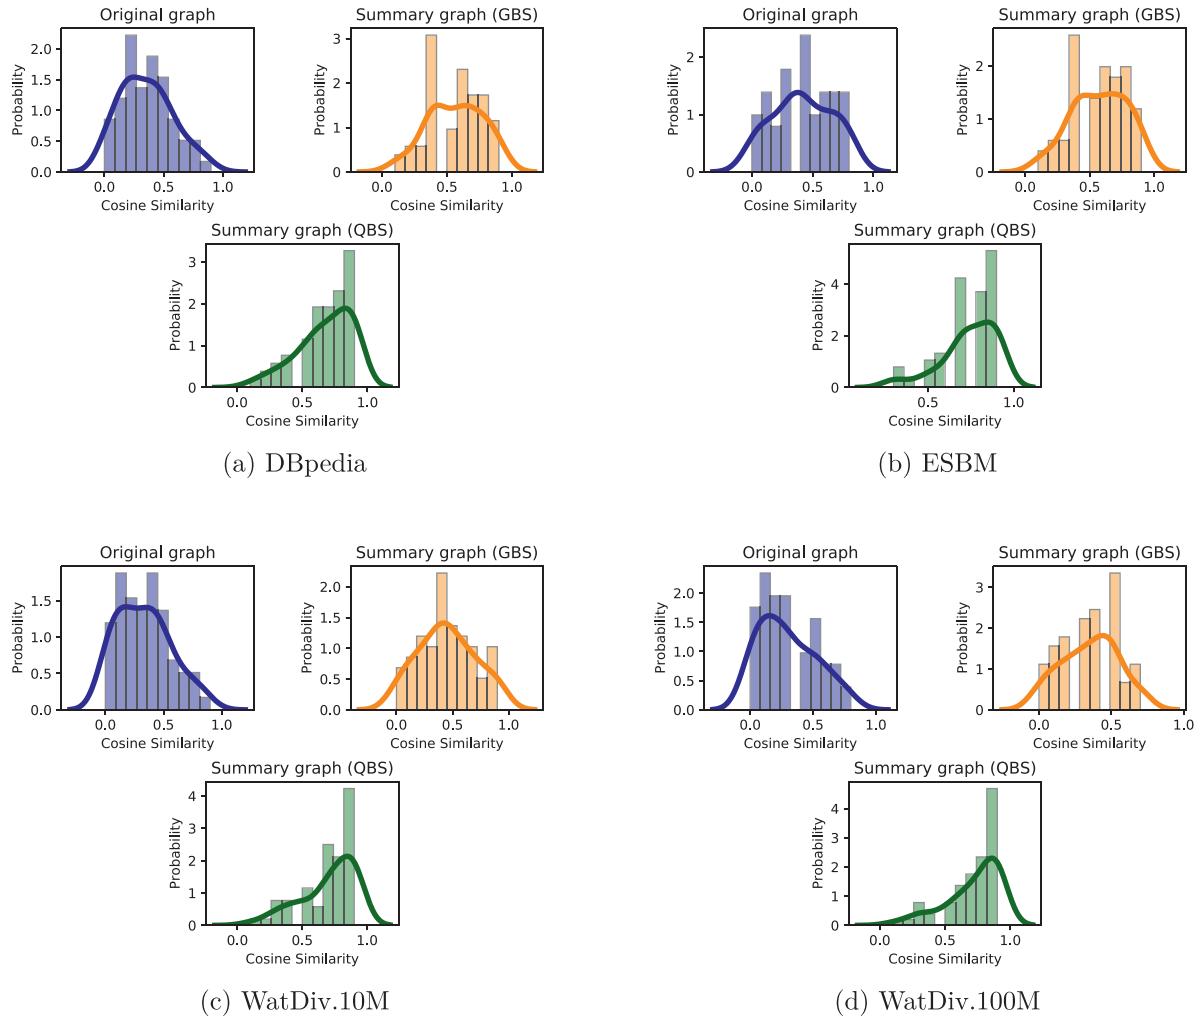 Original graph
Probability
2.0
1.5
1.0
0.5
0.0
0.0 0.5 1.0
Cosine Similarity
Summary graph (GBS)
Probability
3
2
1
0
0.0 0.5 1.0
Cosine Similarity
Summary graph (QBS)
Probability
3
2
1
0
0.0 0.5 1.0
Cosine Similarity
(a) DBpedia
Original graph
Probability
2
1
0
0.0 0.5 1.0
Cosine Similarity
Summary graph (GBS)
Probability
2
1
0
0.0 0.5 1.0
Cosine Similarity
Summary graph (QBS)
Probability
4
2
0
0.5 1.0
Cosine Similarity
(b) ESBM
Original graph
Probability
1.5
1.0
0.5
0.0
0.0 0.5 1.0
Cosine Similarity
Summary graph (GBS)
Probability
2.0
1.5
1.0
0.5
0.0
0.0 0.5 1.0
Cosine Similarity
Summary graph (QBS)
Probability
4
3
2
1
0
0.0 0.5 1.0
Cosine Similarity
(c) WatDiv.10M
Original graph
Probability
2.0
1.5
1.0
0.5
0.0
0.0 0.5 1.0
Cosine Similarity
Summary graph (GBS)
Probability
3
2
1
0
0.0 0.5 1.0
Cosine Similarity
Summary graph (QBS)
Probability
4
3
2
1
0
0.0 0.5 1.0
Cosine Similarity
(d) WatDiv.100M